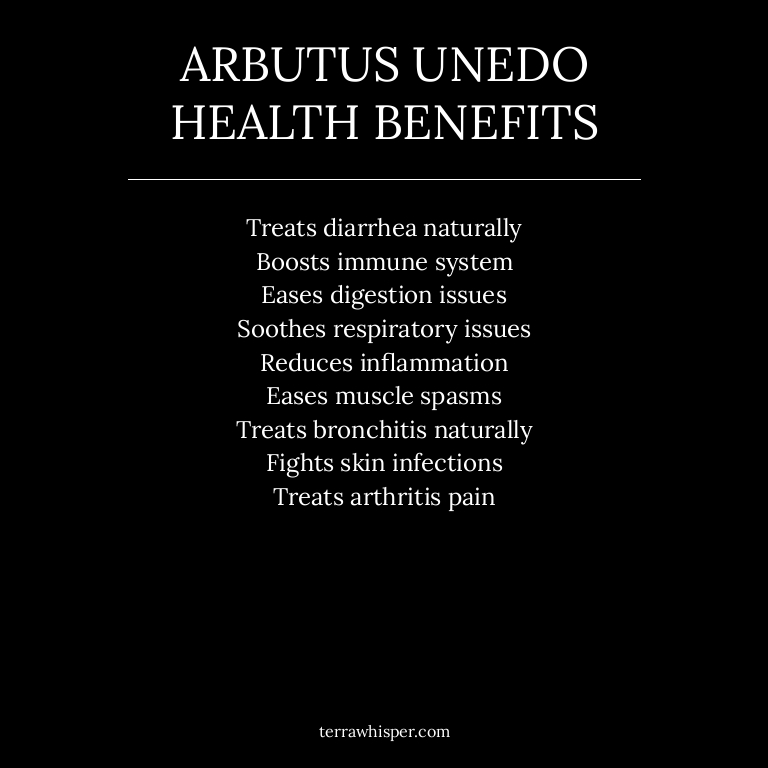 ARBUTUS UNEDO
HEALTH BENEFITS
Treats diarrhea naturally
Boosts immune system
Eases digestion issues
Soothes respiratory issues
Reduces inflammation
Eases muscle spasms
Treats bronchitis naturally
Fights skin infections
Treats arthritis pain
terrawhisper.com